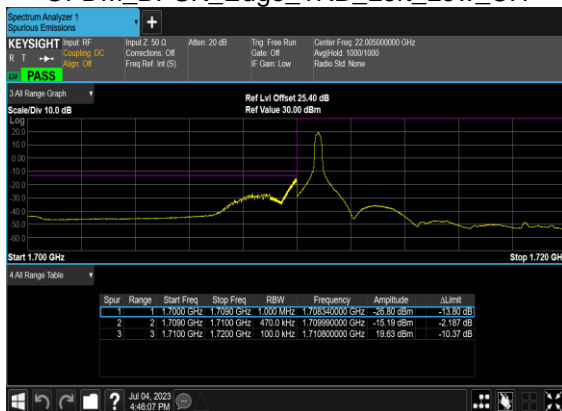 Spectrum Analyzer 1
Spurious Emissions
KEYSIGHT Input: RF
R T Coupling: DC
Align: Off
LW PASS
Input Z: 50 Ω
Corrections: Off
Freq Ref: Int (S)
Atten: 20 dB
Trig: Free Run
Gate: Off
IF Gain: Low
Center Freq: 22.005000000 GHz
Avg|Hold: 1000/1000
Radio Std: None
3 All Range Graph
Scale/Div 10.0 dB
Ref Lvl Offset 25.40 dB
Ref Value 30.00 dBm
Log
20.0
10.0
0.00
-10.0
-20.0
-30.0
-40.0
-50.0
-60.0
Start 1.700 GHz
Stop 1.720 GH
4 All Range Table
Spur Range Start Freq Stop Freq RBW Frequency Amplitude ΔLimit
1 1 1.7000 GHz 1.7090 GHz 1.000 MHz 1.708340000 GHz -26.80 dBm -13.80 dB
2 2 1.7090 GHz 1.7100 GHz 470.0 kHz 1.709990000 GHz -15.19 dBm -2.187 dB
3 3 1.7100 GHz 1.7200 GHz 100.0 kHz 1.710800000 GHz 19.63 dBm -10.37 dB
?
Jul 04, 2023
4:46:07 PM